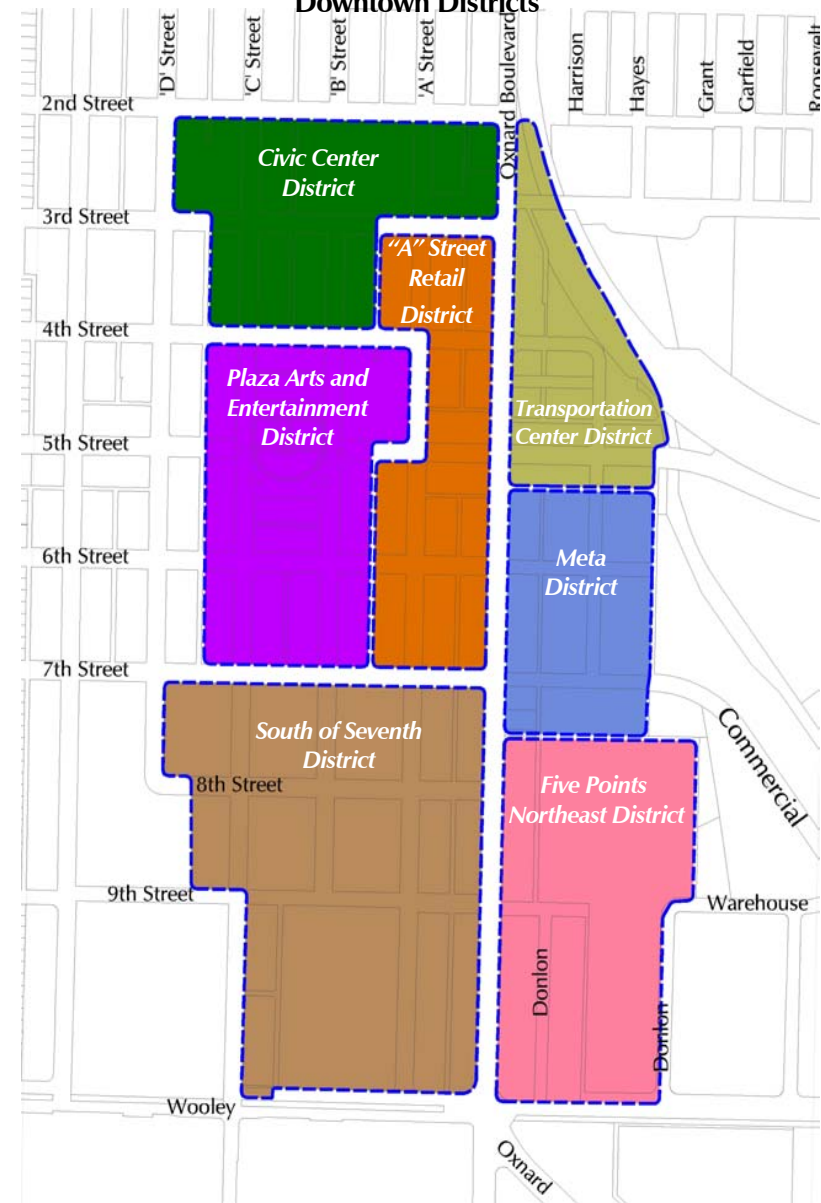 Downtown Districts
'D' Street
'C' Street
'B' Street
'A' Street
Oxnard Boulevard
Harrison
Hayes
Grant
Garfield
Roosevelt
2nd Street
Civic Center
District
3rd Street
“A” Street
Retail
District
4th Street
Plaza Arts and
Entertainment
District
Transportation
Center District
5th Street
6th Street
Meta
District
7th Street
South of Seventh
District
Commercial
8th Street
Five Points
Northeast District
9th Street
Warehouse
Donlon
Donlon
Wooley
Oxnard